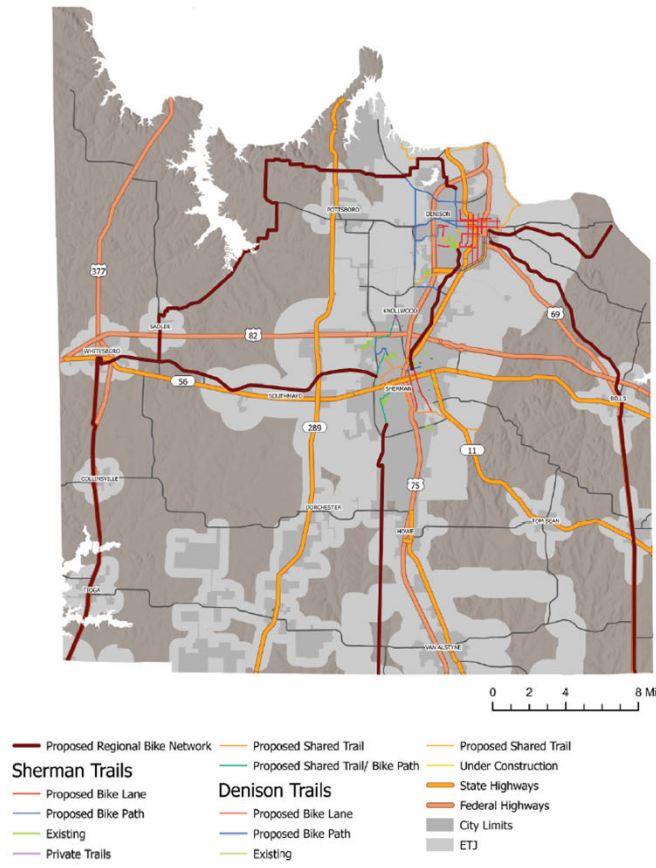 POTTSBORO
DENISON
377
69
KNOLLWOOD
SADLER
82
WHITESBORO
56
SOUTHMAYD
SHERMAN
BELLS
289
11
COLLINSVILLE
75
DORCHESTER
TOM BEAN
HOWE
TIOGA
VAN ALSTYNE
0 2 4 8 Mi
Proposed Regional Bike Network
Sherman Trails
Proposed Bike Lane
Proposed Bike Path
Existing
Private Trails
Proposed Shared Trail
Proposed Shared Trail/ Bike Path
Denison Trails
Proposed Bike Lane
Proposed Bike Path
Existing
Proposed Shared Trail
Under Construction
State Highways
Federal Highways
City Limits
ETJ